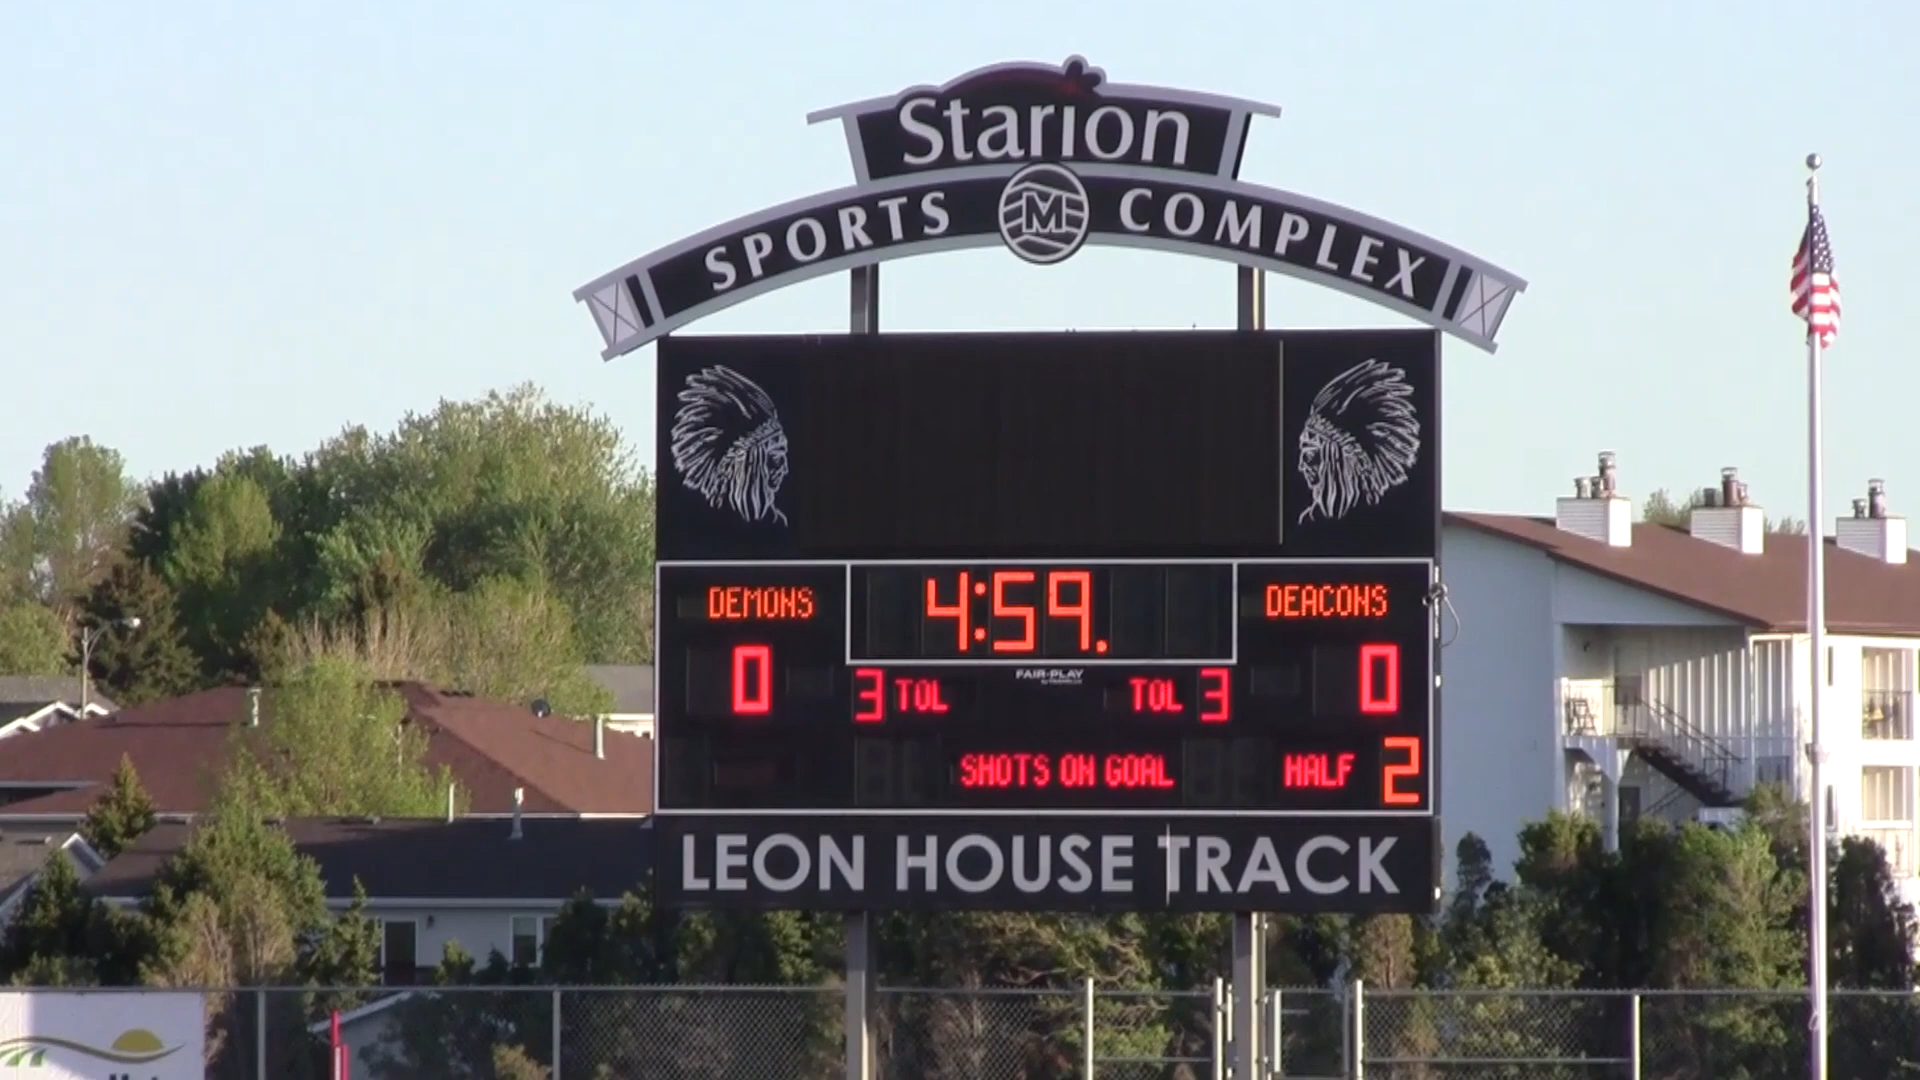 Starion
SPORTS M COMPLEX
DEMONS 4:59. DEACONS
FAIR-PLAY
0 3 TOL TOL 3 0
SHOTS ON GOAL HALF 2
LEON HOUSE TRACK